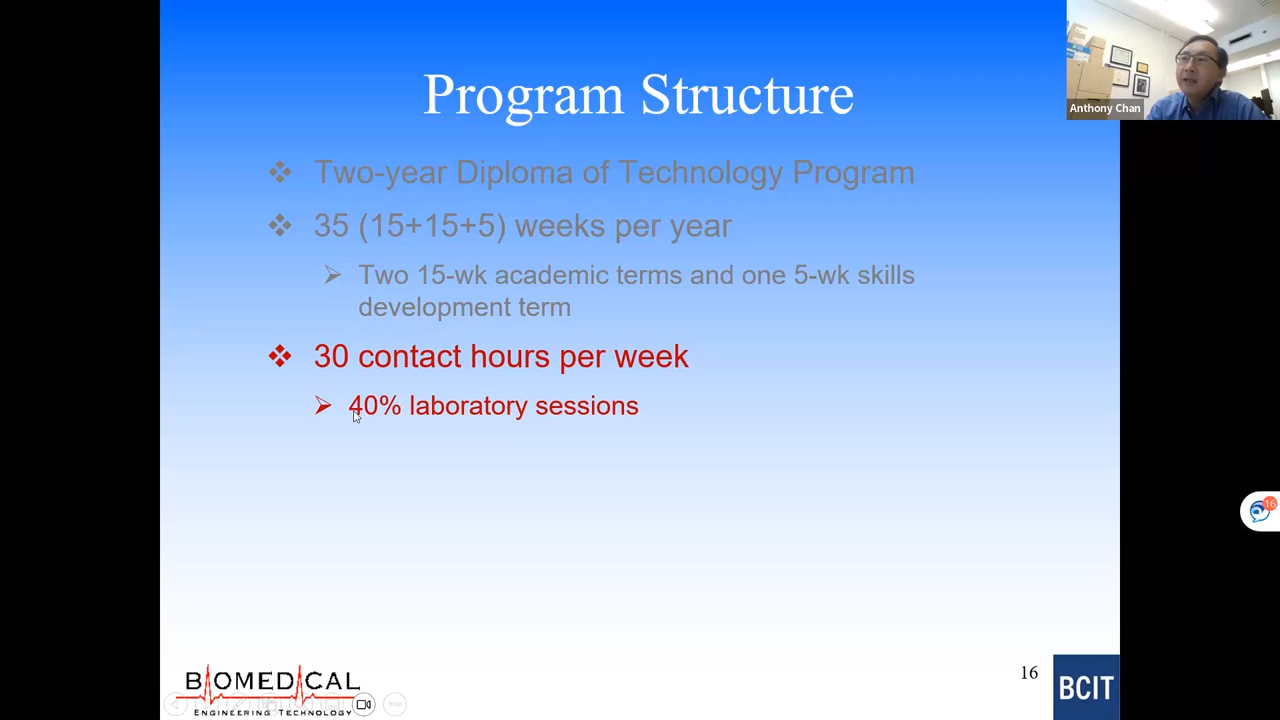 Program Structure
Anthony Chan
Two-year Diploma of Technology Program
35 (15+15+5) weeks per year
Two 15-wk academic terms and one 5-wk skills
development term
30 contact hours per week
40% laboratory sessions
16
16
BIOMEDICAL
ENGINEERING TECHNOLOGY
BCIT